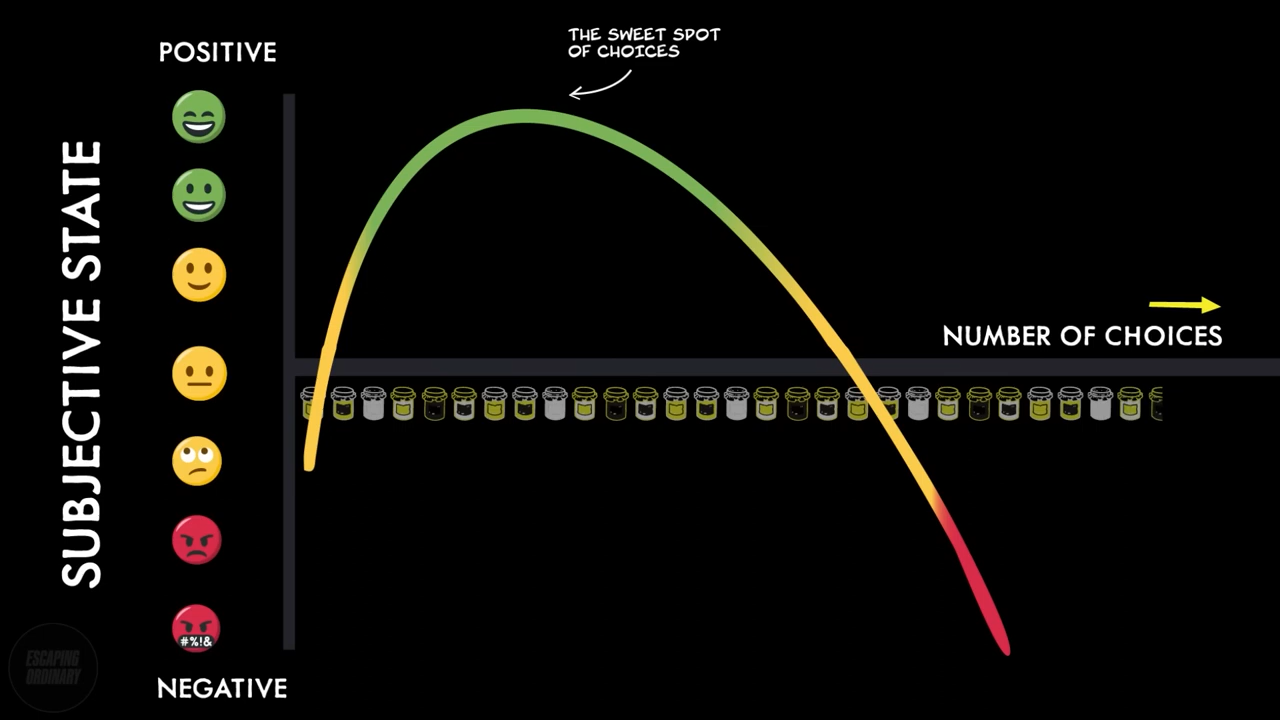 POSITIVE
THE SWEET SPOT
OF CHOICES
SUBJECTIVE STATE
NUMBER OF CHOICES
#%!&
ESCAPING
ORDINARY
NEGATIVE